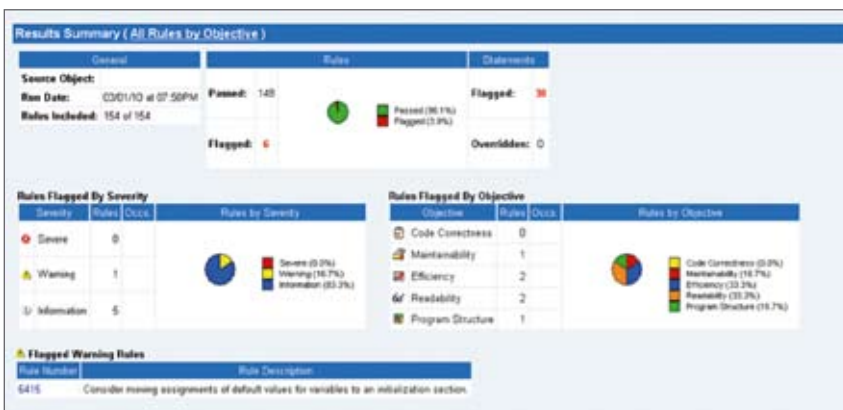 Results Summary ( All Rules by Objective )
General
Rules
Statements
Source Object:
Run Date: 03/01/10 at 07:58PM
Rules Included: 154 of 154
Passed: 148
Passed (96.1%)
Flagged (3.9%)
Flagged: 6
Flagged:
Overridden: 0
Rules Flagged By Severity
Severity Rules Occs. Rules by Severity
Severe 0
Warning 1
Information 5
Severe (0.0%)
Warning (16.7%)
Information (83.3%)
Rules Flagged By Objective
Objective Rules Occs. Rules by Objective
Code Correctness 0
Maintainability 1
Efficiency 2
Readability 2
Program Structure 1
Code Correctness (0.0%)
Maintainability (16.7%)
Efficiency (33.3%)
Readability (33.3%)
Program Structure (16.7%)
Flagged Warning Rules
Rule Number Rule Description
6416 Consider moving assignments of default values for variables to an initialization section.